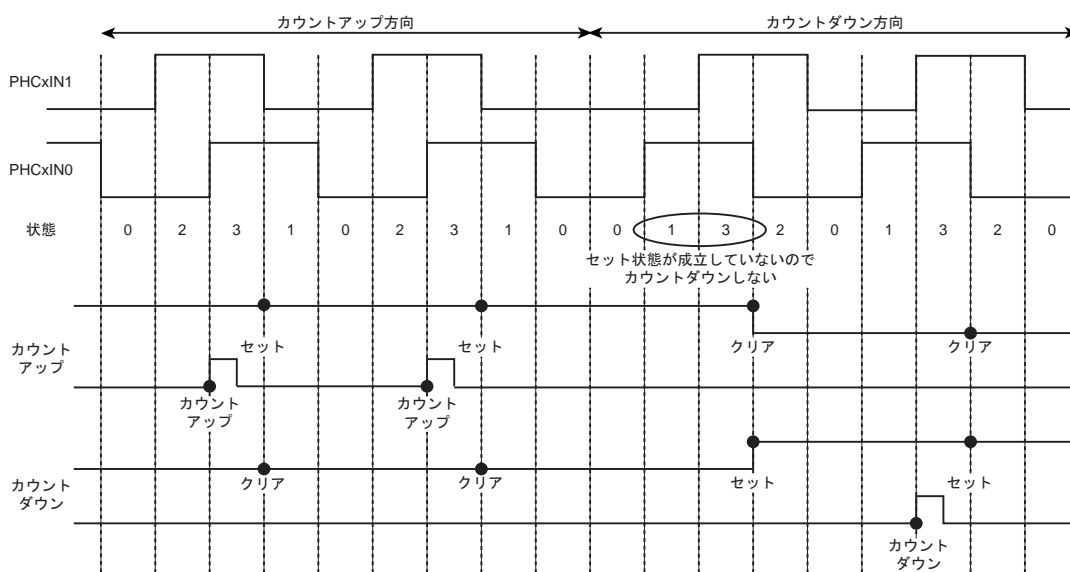 カウントアップ方向 カウントダウン方向
PHCxIN1
PHCxIN0
状態 0 2 3 1 0 2 3 1 0 0 1 3 2 0 1 3 2 0
セット状態が成立していないので
カウントダウンしない
カウント
アップ
セット セット クリア クリア
カウント
アップ
カウント
アップ
カウント
ダウン
クリア クリア セット セット
カウント
ダウン